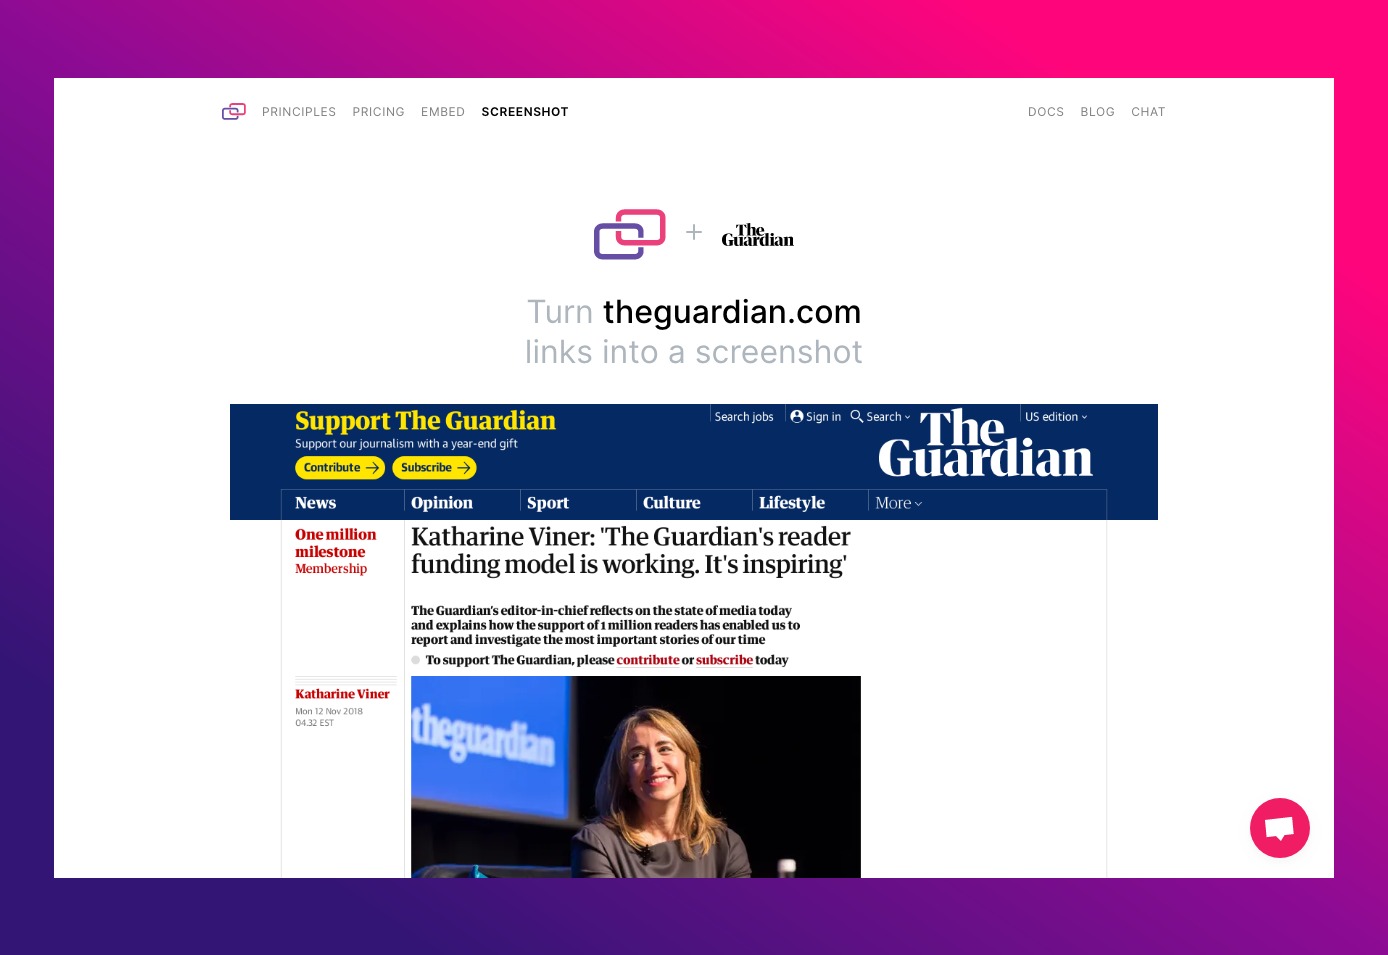 PRINCIPLES PRICING EMBED SCREENSHOT DOCS BLOG CHAT
The
Guardian
Turn theguardian.com
links into a screenshot
Support The Guardian
Support our journalism with a year-end gift
Contribute Subscribe
Search jobs Sign in Search US edition
The
Guardian
News Opinion Sport Culture Lifestyle More
One million
milestone
Membership
Katharine Viner: 'The Guardian's reader
funding model is working. It's inspiring'
The Guardian's editor-in-chief reflects on the state of media today
and explains how the support of 1 million readers has enabled us to
report and investigate the most important stories of our time
To support The Guardian, please contribute or subscribe today
Katharine Viner
Mon 12 Nov 2018
04.32 EST
theguardian